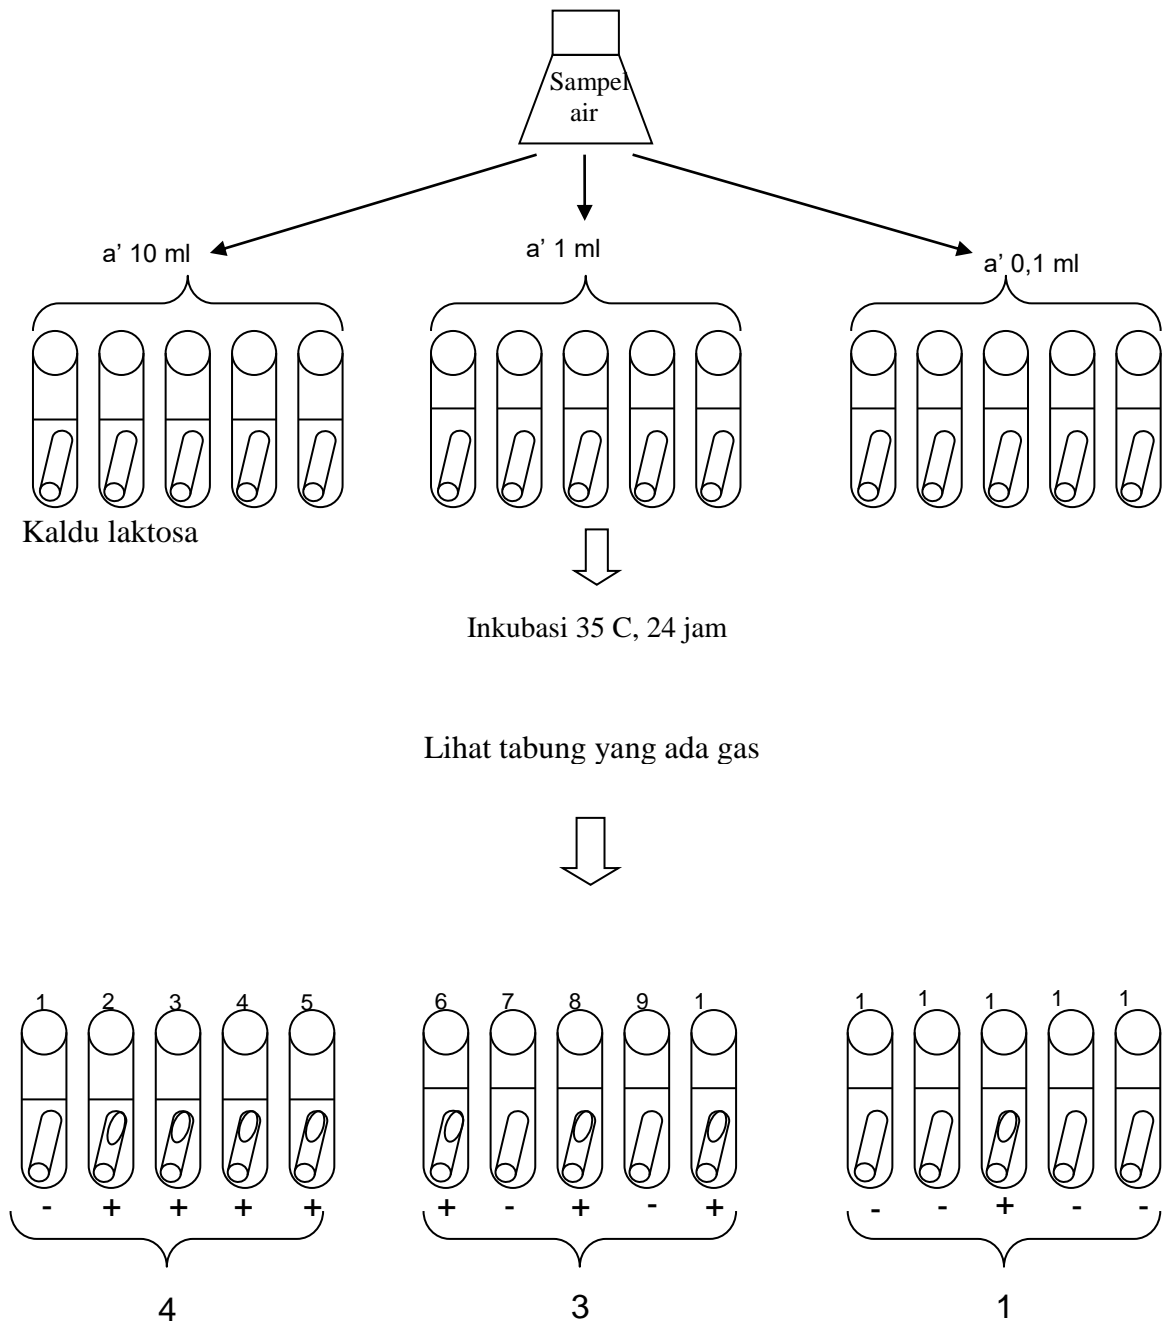 Sampel
air
a’ 10 ml
a’ 1 ml
a’ 0,1 ml
Kaldu laktosa
Inkubasi 35 C, 24 jam
Lihat tabung yang ada gas
1 2 3 4 5 6 7 8 9 1 1 1 1 1 1
- + + + + + - + - + - - + - -
4 3 1